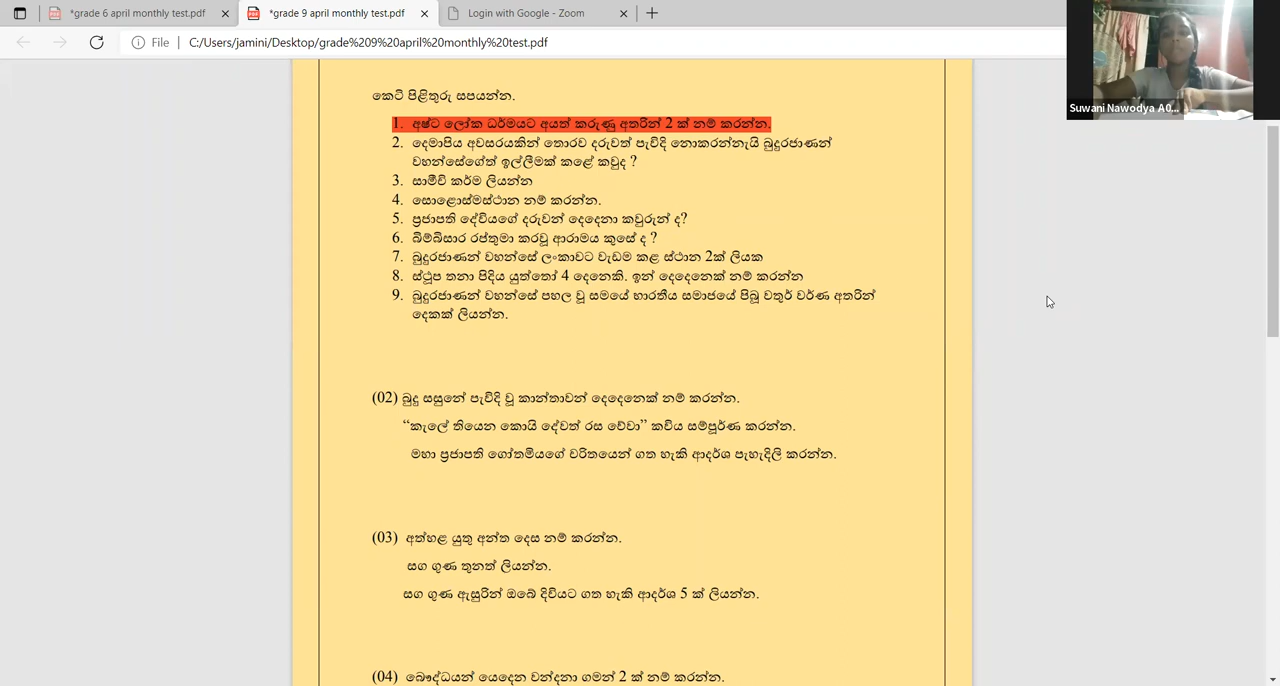 *grade 6 april monthly test.pdf
*grade 9 april monthly test.pdf
Login with Google - Zoom
File
C:/Users/jamini/Desktop/grade%209%20april%20monthly%20test.pdf
Suwani Nawodya A0...
කෙටි පිළිතුරු සපයන්න.
1. අෂ්ට ලෝක ධර්මයට අයත් කරුණු අතරින් 2 ක් නම් කරන්න.
2. දෙමාපිය අවසරයකින් තොරව දරුවන් පැවිදි නොකරන්නැයි බුදුරජාණන්
වහන්සේගේන් ඉල්ලීමක් කළේ කවුද ?
3. සාමීචි කර්ම ලියන්න
4. සොළොස්මස්ථාන නම් කරන්න.
5. ප්‍රජාපති දේවියගේ දරුවන් දෙදෙනා කවුරුන් ද?
6. බිම්බිසාර රජතුමා කරවූ ආරාමය කුසේ ද ?
7. බුදුරජාණන් වහන්සේ ලංකාවට වැඩම කළ ස්ථාන 2ක් ලියක
8. ස්ථූප තනා පිදිය යුත්තෝ 4 දෙනෙකි. ඉන් දෙදෙනෙක් නම් කරන්න
9. බුදුරජාණන් වහන්සේ පහල වූ සමයේ භාරතීය සමාජයේ පිබූ වතුර් වර්ණ අතරින්
දෙකක් ලියන්න.
(02) බුදු සසුනේ පැවිදි වූ කාන්තාවන් දෙදෙනෙක් නම් කරන්න.
“කැලේ තියෙන කොයි දේවත් රස වේවා” කවිය සම්පූර්ණ කරන්න.
මහා ප්‍රජාපති ගෝතමියගේ චරිතයෙන් ගත හැකි ආදර්ශ පැහැදිලි කරන්න.
(03) අත්හළ යුතු අන්ත දෙස නම් කරන්න.
සග ගුණ තුනත් ලියන්න.
සග ගුණ ඇසුරින් ඔබේ දිවියට ගත හැකි ආදර්ශ 5 ක් ලියන්න.
(04) බෞද්ධයන් යෙදෙන වන්දනා ගමන් 2 ක් නම් කරන්න.